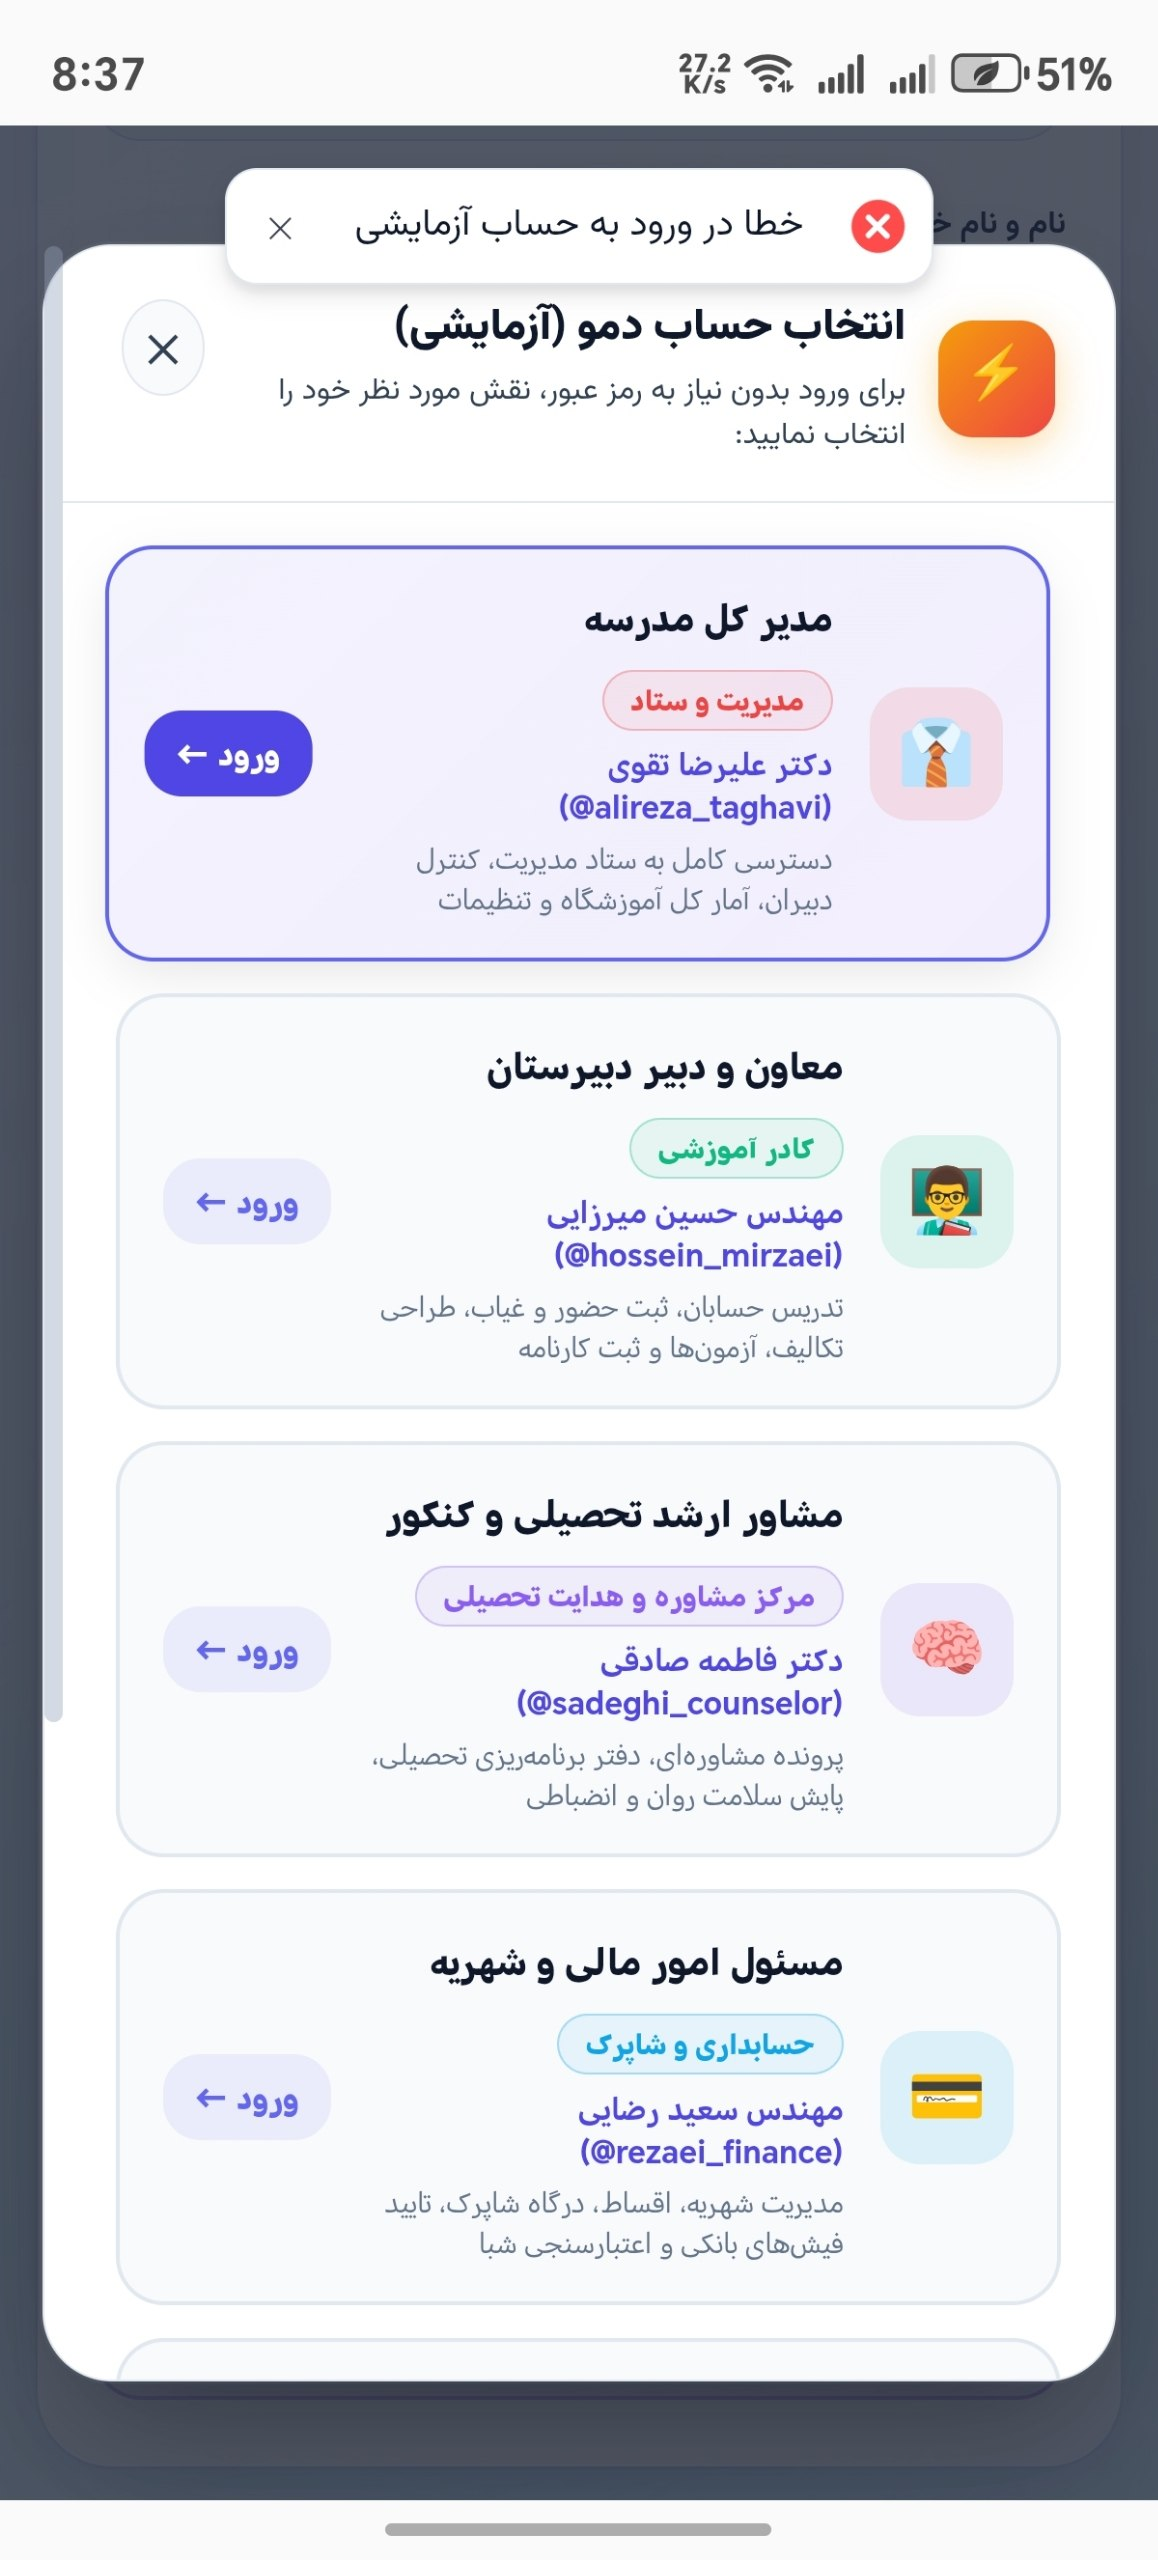 8:37
27.2 K/s
51%
نام و نام خ
خطا در ورود به حساب آزمایشی
انتخاب حساب دمو (آزمایشی)
برای ورود بدون نیاز به رمز عبور، نقش مورد نظر خود را
انتخاب نمایید:
مدیر کل مدرسه
مدیریت و ستاد
دکتر علیرضا تقوی
(@alireza_taghavi)
دسترسی کامل به ستاد مدیریت، کنترل
دبیران، آمار کل آموزشگاه و تنظیمات
ورود ←
معاون و دبیر دبیرستان
کادر آموزشی
مهندس حسین میرزایی
(@hossein_mirzaei)
تدریس حسابان، ثبت حضور و غیاب، طراحی
تکالیف، آزمون‌ها و ثبت کارنامه
ورود ←
مشاور ارشد تحصیلی و کنکور
مرکز مشاوره و هدایت تحصیلی
دکتر فاطمه صادقی
(@sadeghi_counselor)
پرونده مشاوره‌ای، دفتر برنامه‌ریزی تحصیلی،
پایش سلامت روان و انضباطی
ورود ←
مسئول امور مالی و شهریه
حسابداری و شاپرک
مهندس سعید رضایی
(@rezaei_finance)
مدیریت شهریه، اقساط، درگاه شاپرک، تایید
فیش‌های بانکی و اعتبارسنجی شبا
ورود ←